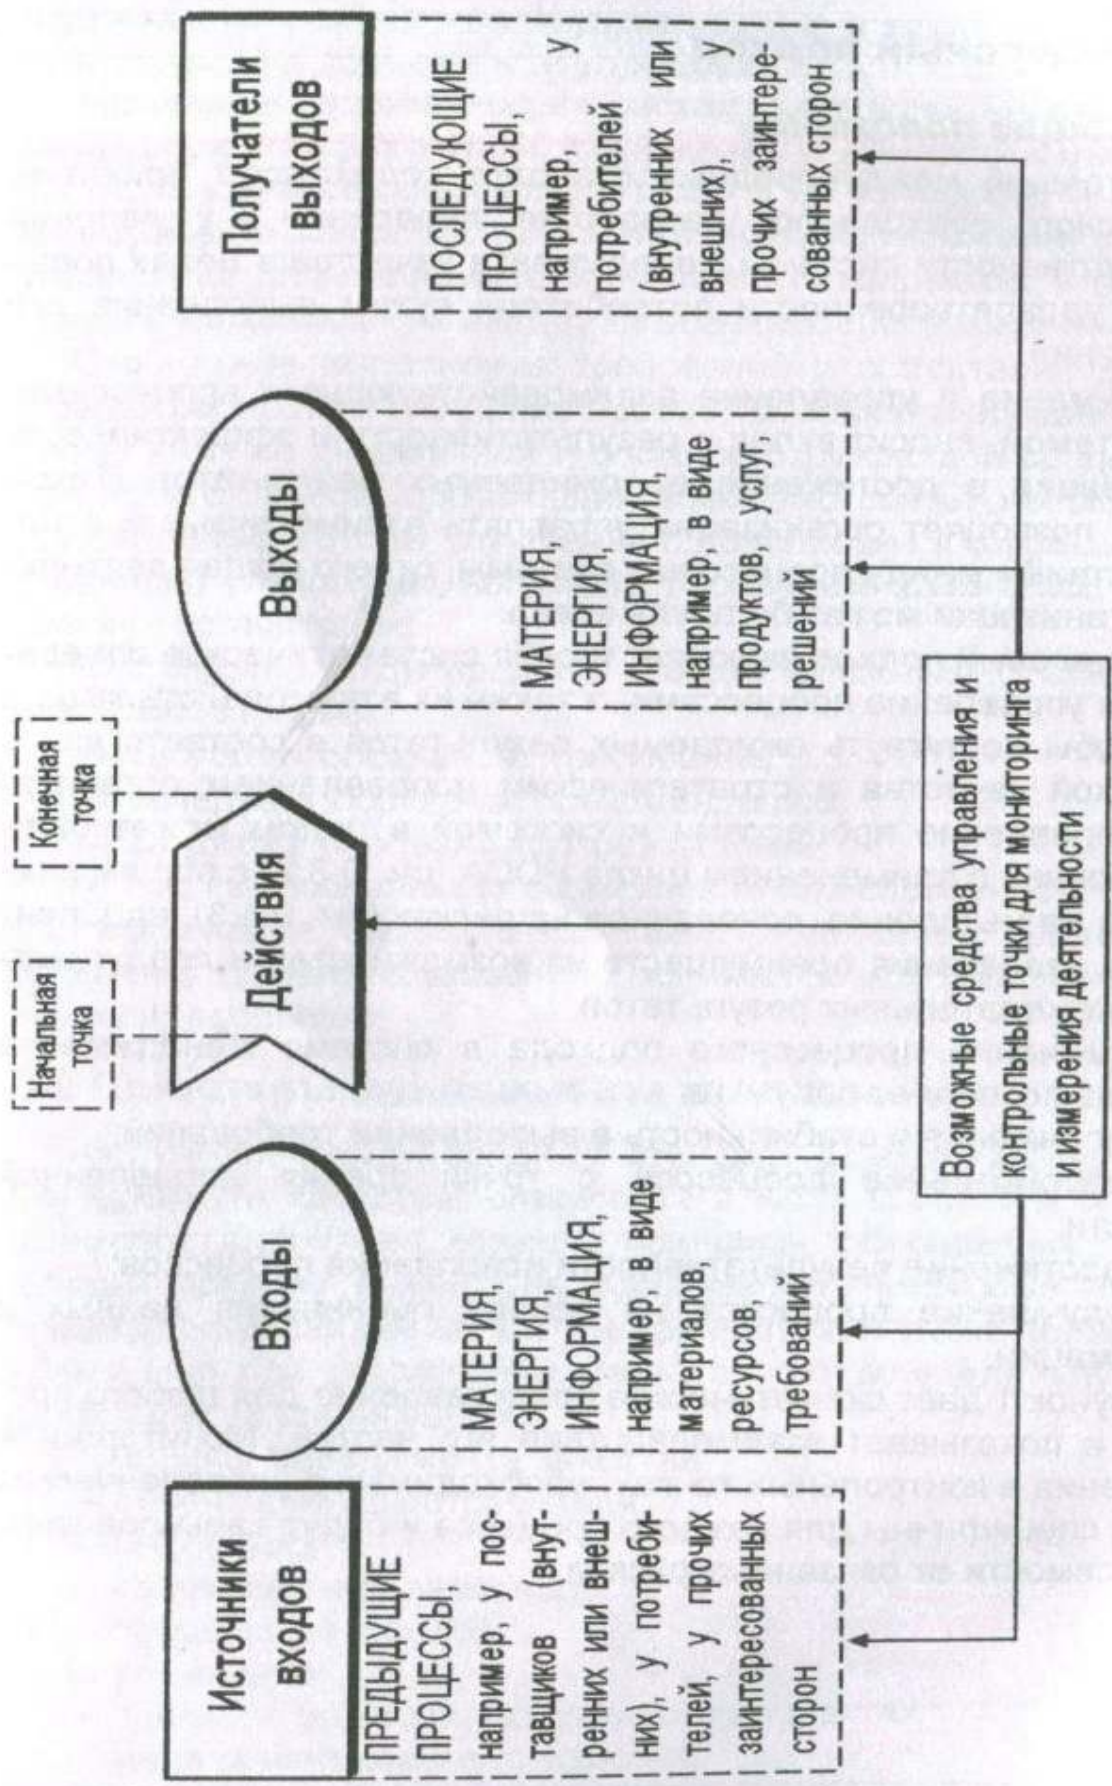 Начальная
точка
Конечная
точка
Источники
входов
ПРЕДЫДУЩИЕ
ПРОЦЕССЫ,
например, у пос-
тавщиков (внут-
ренних или внеш-
них), у потреби-
телей, у прочих
заинтересованных
сторон
Входы
МАТЕРИЯ,
ЭНЕРГИЯ,
ИНФОРМАЦИЯ,
например, в виде
материалов,
ресурсов,
требований
Действия
Выходы
МАТЕРИЯ,
ЭНЕРГИЯ,
ИНФОРМАЦИЯ,
например, в виде
продуктов, услуг,
решений
Получатели
выходов
ПОСЛЕДУЮЩИЕ
ПРОЦЕССЫ,
например, у
потребителей
(внутренних или
внешних), у
прочих заинтере-
сованных сторон
Возможные средства управления и
контрольные точки для мониторинга
и измерения деятельности